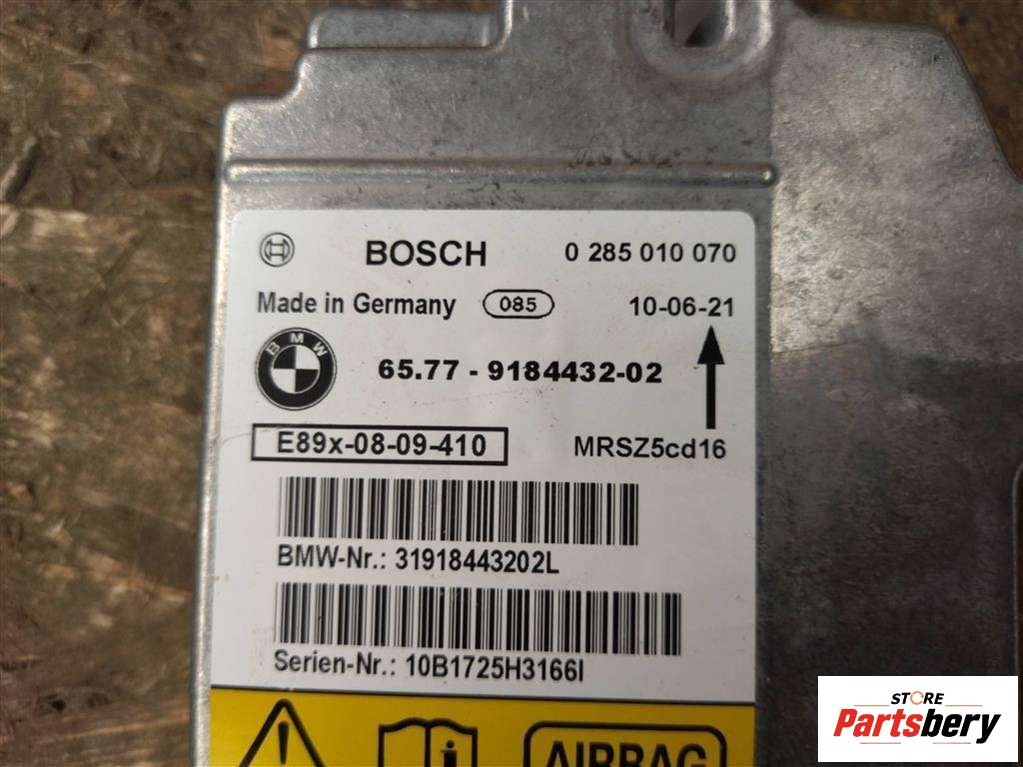 BOSCH 0 285 010 070
Made in Germany 085 10-06-21
BMW
65.77 - 9184432-02
E89x-08-09-410 MRSZ5cd16
BMW-Nr.: 31918443202L
Serien-Nr.: 10B1725H3166I
i AIRBAG
STORE
Partsbery